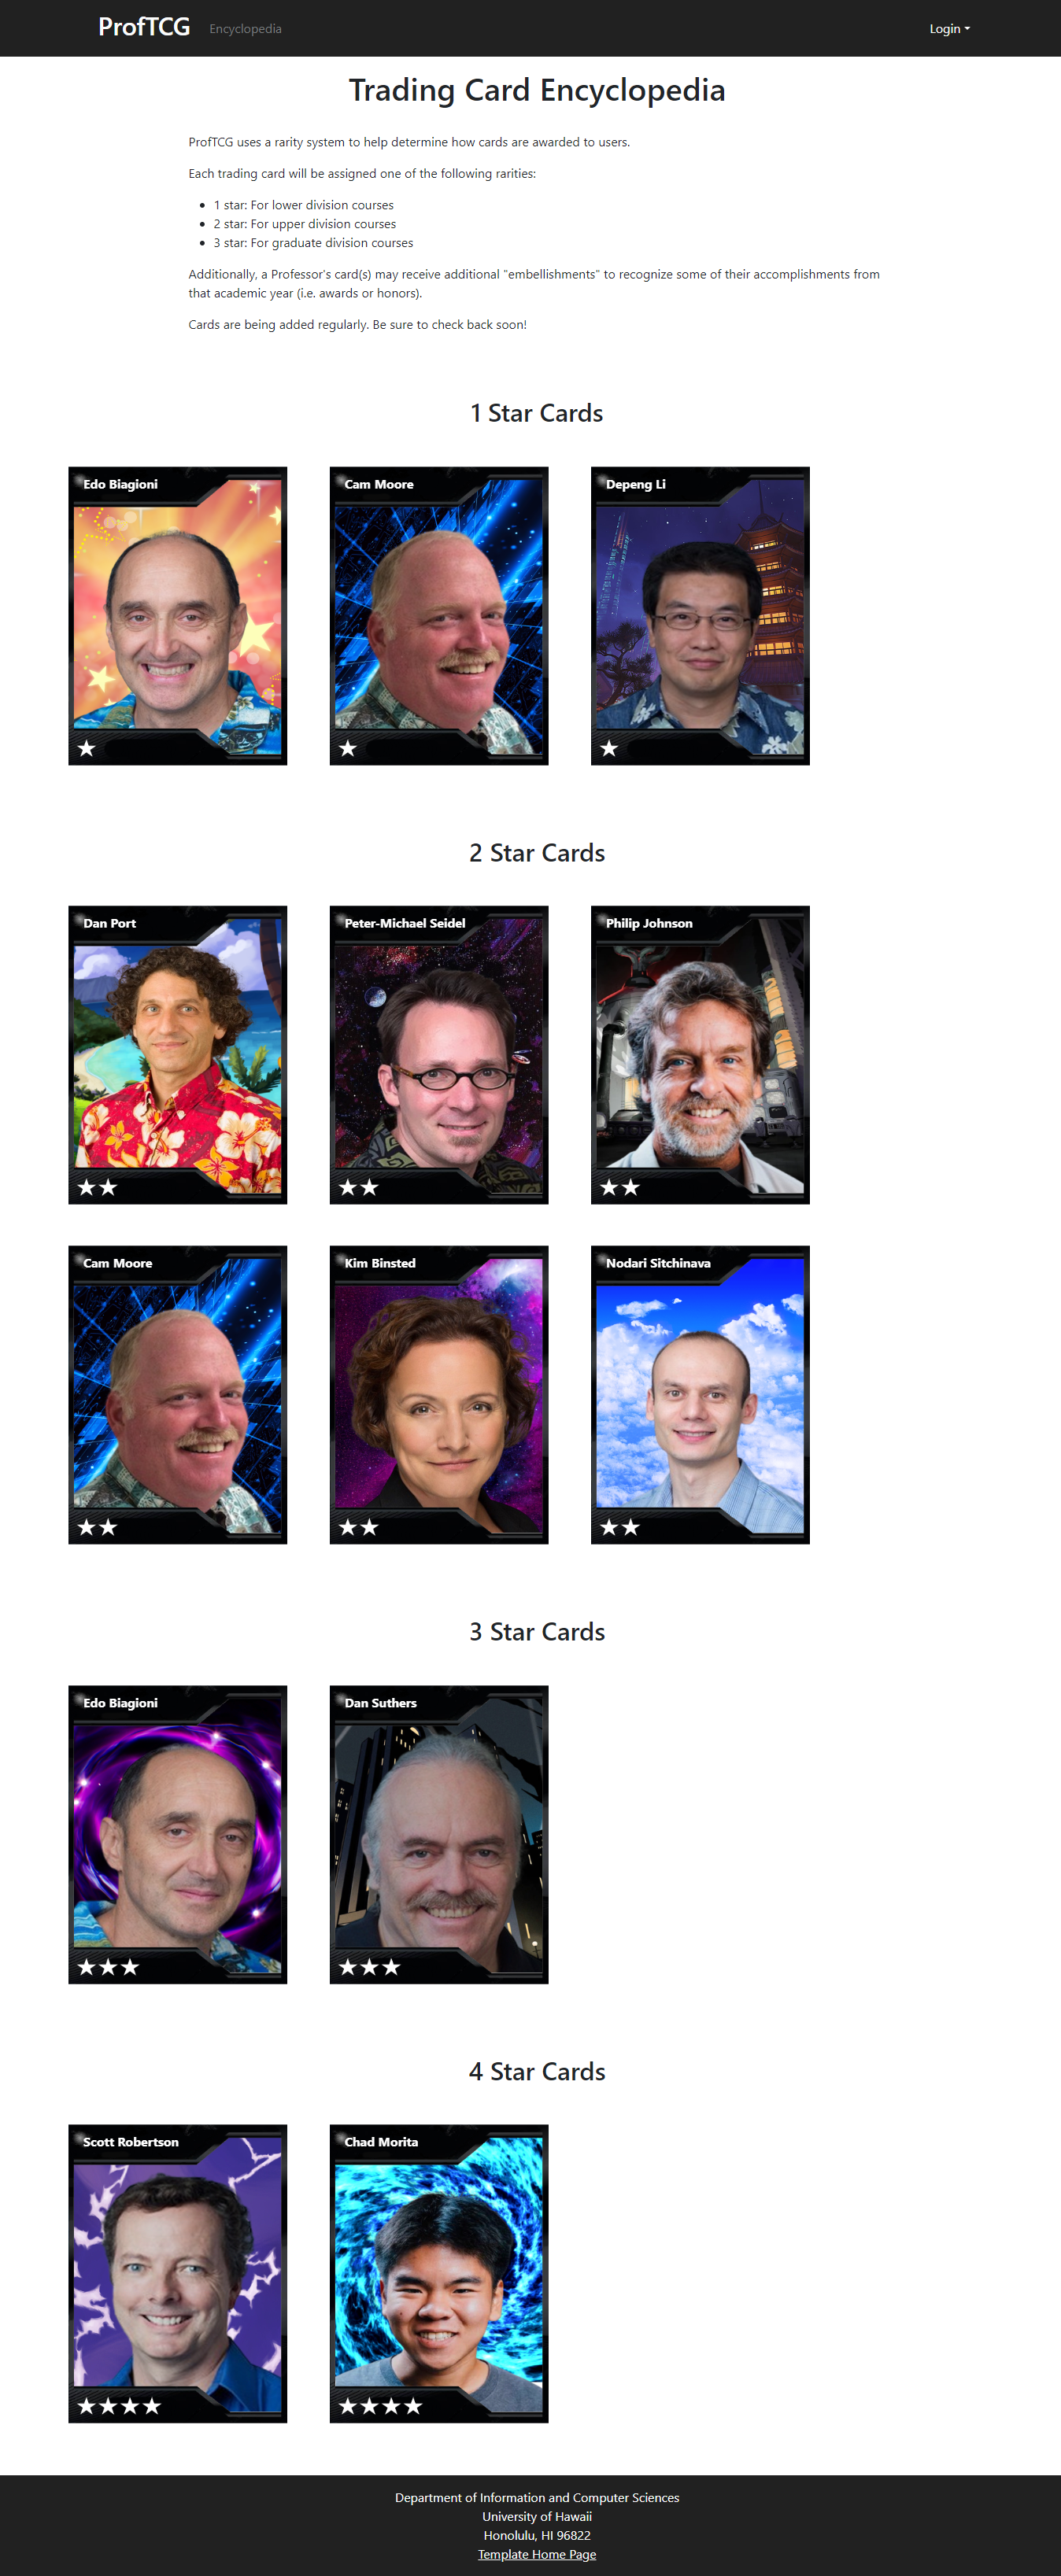 ProfTCG
Encyclopedia
Login
Trading Card Encyclopedia
ProfTCG uses a rarity system to help determine how cards are awarded to users.
Each trading card will be assigned one of the following rarities:
1 star: For lower division courses
2 star: For upper division courses
3 star: For graduate division courses
Additionally, a Professor's card(s) may receive additional "embellishments" to recognize some of their accomplishments from
that academic year (i.e. awards or honors).
Cards are being added regularly. Be sure to check back soon!
1 Star Cards
Edo Biagioni
Cam Moore
Depeng Li
2 Star Cards
Dan Port
Peter-Michael Seidel
Philip Johnson
Cam Moore
Kim Binsted
Nodari Sitchinava
3 Star Cards
Edo Biagioni
Dan Suthers
4 Star Cards
Scott Robertson
Chad Morita
Department of Information and Computer Sciences
University of Hawaii
Honolulu, HI 96822
Template Home Page